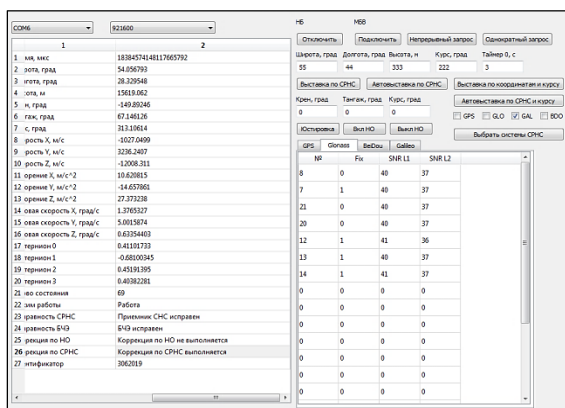 COM6 921600
1 2
1 мя, мкс 18384574148117665792
2 рота, град 54.056793
3 гота, град 28.329548
4 ота, м 15619.062
5 н, град -149.89246
6 гаж, град 67.146126
7 с, град 313.10614
8 рость X, м/с -1027.0499
9 рость Y, м/с 3236.2407
10 рость Z, м/с -12008.311
11 орение X, м/с^2 10.620815
12 орение Y, м/с^2 -14.657861
13 орение Z, м/с^2 27.373238
14 овая скорость X, град/с 1.3765327
15 овая скорость Y, град/с 5.0015874
16 овая скорость Z, град/с 0.63354403
17 тернион 0 0.41101733
18 тернион 1 -0.68100345
19 тернион 2 0.45191395
20 тернион 3 0.40382281
21 во состояния 69
22 им работы Работа
23 равность СРНС Приемник СНС исправен
24 равность БЧЭ БЧЭ исправен
25 рекция по НО Коррекция по НО не выполняется
26 рекция по СРНС Коррекция по СРНС выполняется
27 нтификатор 3062019
НБ МБВ
Отключить Подключить Непрерывный запрос Однократный запрос
Широта, град Долгота, град Высота, м Курс, град Таймер 0, с
55 44 333 222 3
Выставка по СРНС Автовыставка по СРНС Выставка по координатам и курсу
Крен, град Тангаж, град Курс, град Автовыставка по СРНС и курсу
0 0 0 GPS GLO GAL BDO
Юстировка Вкл НО Выкл НО Выбрать системы СРНС
GPS Glonass BeiDou Galileo
№ Fix SNR L1 SNR L2
8 0 40 37
7 1 40 37
21 0 40 37
20 0 40 37
12 1 41 36
13 1 40 37
14 1 41 37
0 0 0 0
0 0 0 0
0 0 0 0
0 0 0 0
0 0 0 0
0 0 0 0